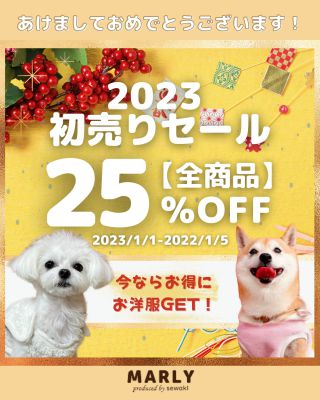 あけましておめでとうございます！
2023
初売りセール
25%OFF
【全商品】
2023/1/1-2022/1/5
今ならお得に
お洋服GET！
MARLY
produced by sewaki